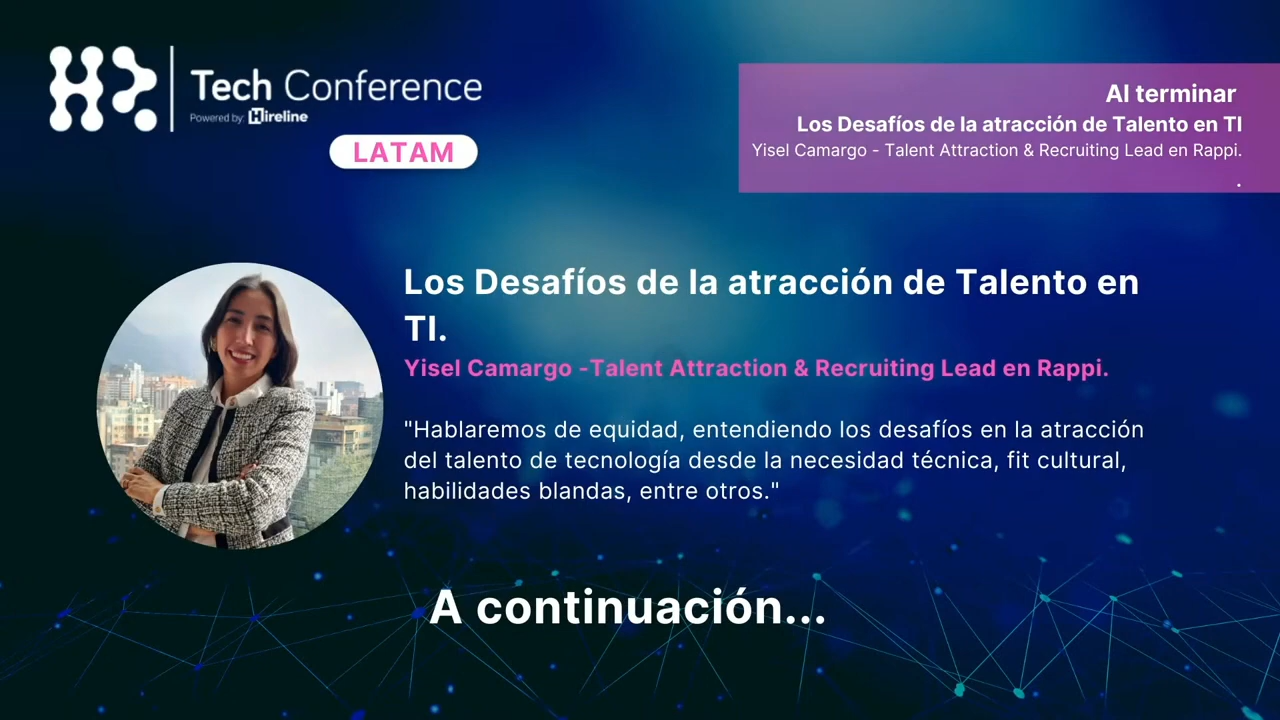 HR
Tech Conference
Powered by: Hireline
LATAM
Al terminar
Los Desafíos de la atracción de Talento en TI
Yisel Camargo - Talent Attraction & Recruiting Lead en Rappi.
.
Los Desafíos de la atracción de Talento en
TI.
Yisel Camargo -Talent Attraction & Recruiting Lead en Rappi.
"Hablaremos de equidad, entendiendo los desafíos en la atracción
del talento de tecnología desde la necesidad técnica, fit cultural,
habilidades blandas, entre otros."
A continuación...